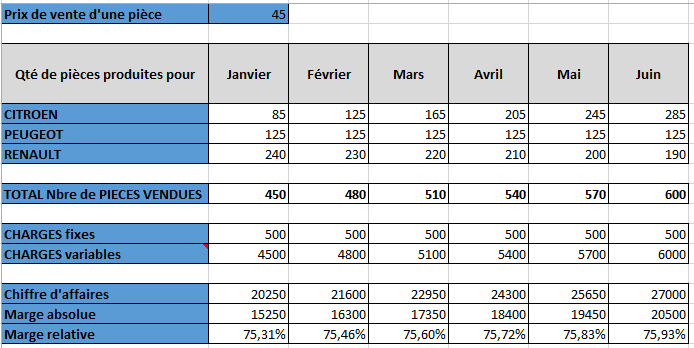 Prix de vente d'une pièce 45
Qté de pièces produites pour Janvier Février Mars Avril Mai Juin
CITROEN 85 125 165 205 245 285
PEUGEOT 125 125 125 125 125 125
RENAULT 240 230 220 210 200 190
TOTAL Nbre de PIECES VENDUES 450 480 510 540 570 600
CHARGES fixes 500 500 500 500 500 500
CHARGES variables 4500 4800 5100 5400 5700 6000
Chiffre d'affaires 20250 21600 22950 24300 25650 27000
Marge absolue 15250 16300 17350 18400 19450 20500
Marge relative 75,31% 75,46% 75,60% 75,72% 75,83% 75,93%